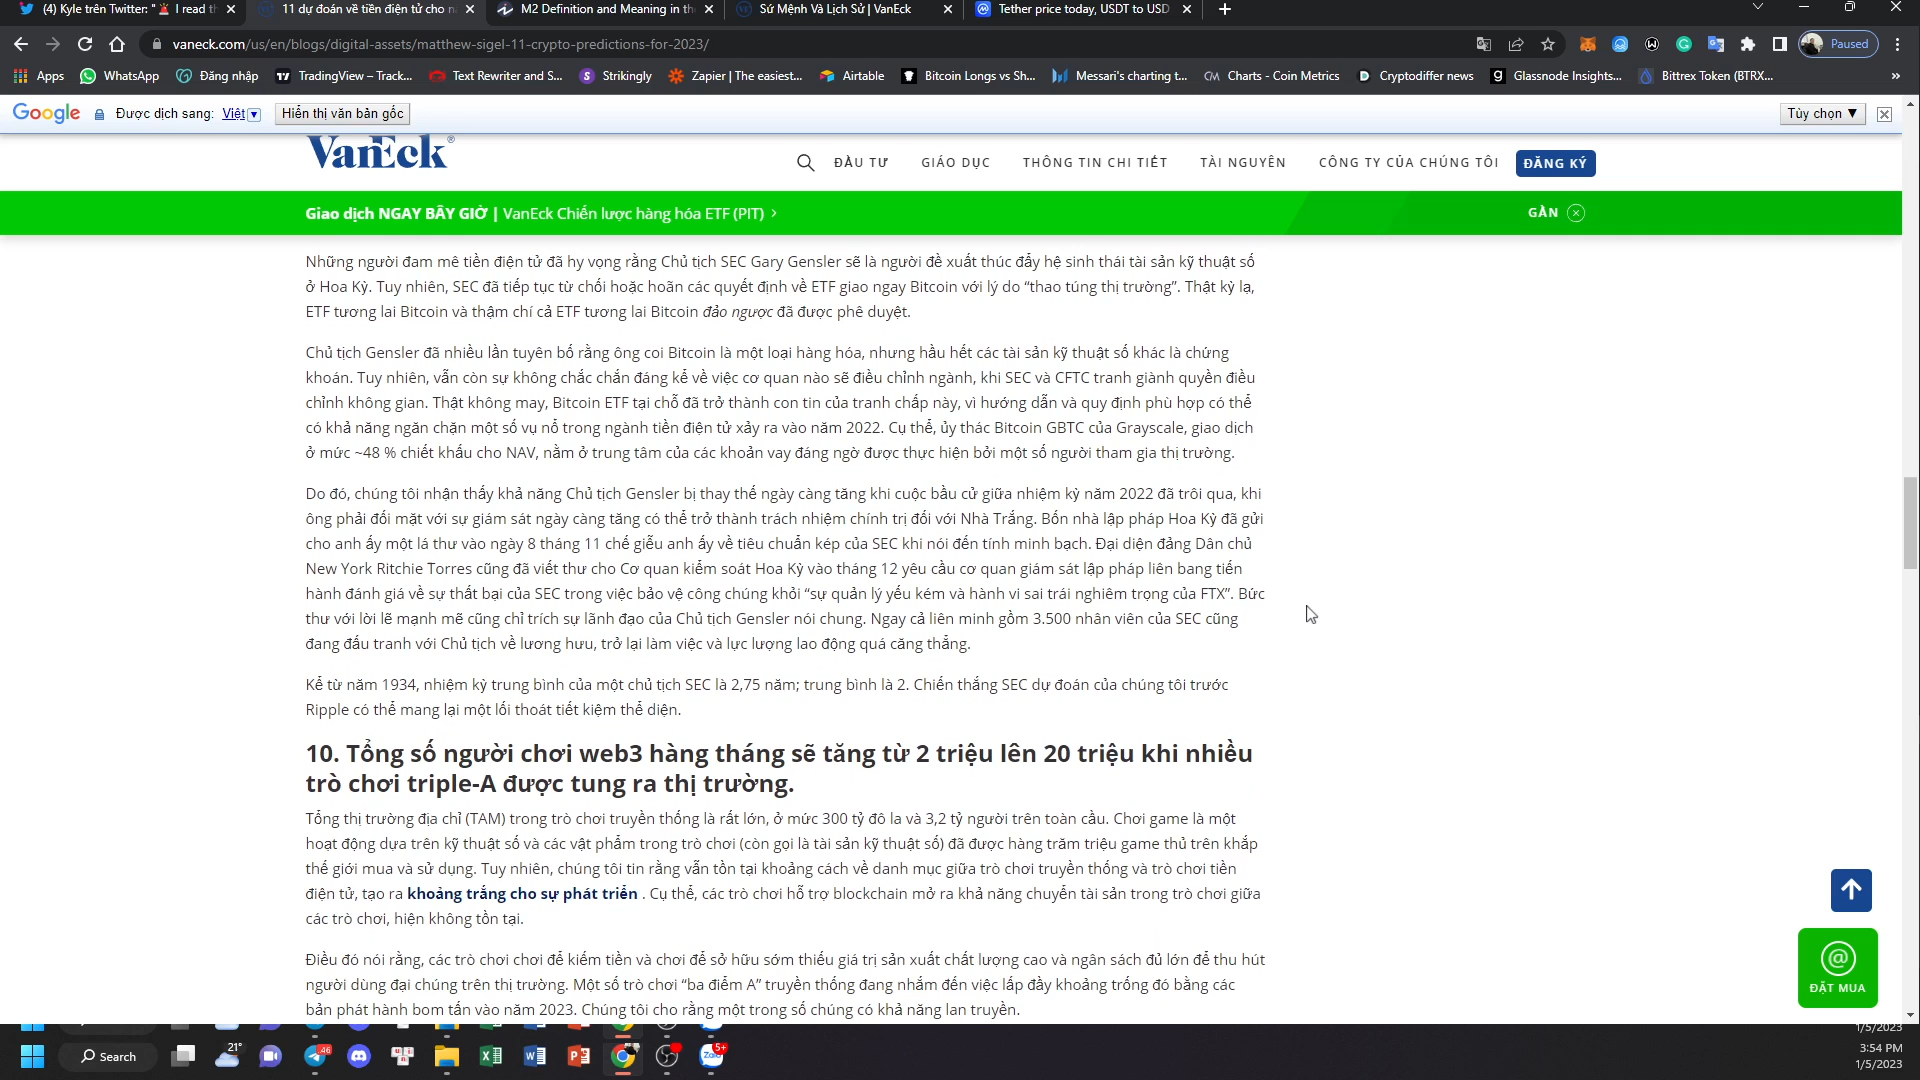 (4) Kyle trên Twitter: "🚨 I read th
11 dự đoán về tiền điện tử cho n
M2 Definition and Meaning in th
Sứ Mệnh Và Lịch Sử | VanEck
Tether price today, USDT to USD
vaneck.com/us/en/blogs/digital-assets/matthew-sigel-11-crypto-predictions-for-2023/
Paused
Apps
WhatsApp
Đăng nhập
TradingView – Track...
Text Rewriter and S...
Strikingly
Zapier | The easiest...
Airtable
Bitcoin Longs vs Sh...
Messari's charting t...
Charts - Coin Metrics
Cryptodiffer news
Glassnode Insights...
Bittrex Token (BTRX...
»
Google Được dịch sang: Việt▼ Hiển thị văn bản gốc Tùy chọn ▼
VanEck®
ĐẦU TƯ GIÁO DỤC THÔNG TIN CHI TIẾT TÀI NGUYÊN CÔNG TY CỦA CHÚNG TÔI ĐĂNG KÝ
Giao dịch NGAY BÂY GIỜ | VanEck Chiến lược hàng hóa ETF (PIT) › GẦN
Những người đam mê tiền điện tử đã hy vọng rằng Chủ tịch SEC Gary Gensler sẽ là người đề xuất thúc đẩy hệ sinh thái tài sản kỹ thuật số
ở Hoa Kỳ. Tuy nhiên, SEC đã tiếp tục từ chối hoặc hoãn các quyết định về ETF giao ngay Bitcoin với lý do “thao túng thị trường”. Thật kỳ lạ,
ETF tương lai Bitcoin và thậm chí cả ETF tương lai Bitcoin đảo ngược đã được phê duyệt.
Chủ tịch Gensler đã nhiều lần tuyên bố rằng ông coi Bitcoin là một loại hàng hóa, nhưng hầu hết các tài sản kỹ thuật số khác là chứng
khoán. Tuy nhiên, vẫn còn sự không chắc chắn đáng kể về việc cơ quan nào sẽ điều chỉnh ngành, khi SEC và CFTC tranh giành quyền điều
chỉnh không gian. Thật không may, Bitcoin ETF tại chỗ đã trở thành con tin của tranh chấp này, vì hướng dẫn và quy định phù hợp có thể
có khả năng ngăn chặn một số vụ nổ trong ngành tiền điện tử xảy ra vào năm 2022. Cụ thể, ủy thác Bitcoin GBTC của Grayscale, giao dịch
ở mức ~48 % chiết khấu cho NAV, nằm ở trung tâm của các khoản vay đáng ngờ được thực hiện bởi một số người tham gia thị trường.
Do đó, chúng tôi nhận thấy khả năng Chủ tịch Gensler bị thay thế ngày càng tăng khi cuộc bầu cử giữa nhiệm kỳ năm 2022 đã trôi qua, khi
ông phải đối mặt với sự giám sát ngày càng tăng có thể trở thành trách nhiệm chính trị đối với Nhà Trắng. Bốn nhà lập pháp Hoa Kỳ đã gửi
cho anh ấy một lá thư vào ngày 8 tháng 11 chế giễu anh ấy về tiêu chuẩn kép của SEC khi nói đến tính minh bạch. Đại diện đảng Dân chủ
New York Ritchie Torres cũng đã viết thư cho Cơ quan kiểm soát Hoa Kỳ vào tháng 12 yêu cầu cơ quan giám sát lập pháp liên bang tiến
hành đánh giá về sự thất bại của SEC trong việc bảo vệ công chúng khỏi “sự quản lý yếu kém và hành vi sai trái nghiêm trọng của FTX”. Bức
thư với lời lẽ mạnh mẽ cũng chỉ trích sự lãnh đạo của Chủ tịch Gensler nói chung. Ngay cả liên minh gồm 3.500 nhân viên của SEC cũng
đang đấu tranh với Chủ tịch về lương hưu, trở lại làm việc và lực lượng lao động quá căng thẳng.
Kể từ năm 1934, nhiệm kỳ trung bình của một chủ tịch SEC là 2,75 năm; trung bình là 2. Chiến thắng SEC dự đoán của chúng tôi trước
Ripple có thể mang lại một lối thoát tiết kiệm thể diện.
10. Tổng số người chơi web3 hàng tháng sẽ tăng từ 2 triệu lên 20 triệu khi nhiều
trò chơi triple-A được tung ra thị trường.
Tổng thị trường địa chỉ (TAM) trong trò chơi truyền thống là rất lớn, ở mức 300 tỷ đô la và 3,2 tỷ người trên toàn cầu. Chơi game là một
hoạt động dựa trên kỹ thuật số và các vật phẩm trong trò chơi (còn gọi là tài sản kỹ thuật số) đã được hàng trăm triệu game thủ trên khắp
thế giới mua và sử dụng. Tuy nhiên, chúng tôi tin rằng vẫn tồn tại khoảng cách về danh mục giữa trò chơi truyền thống và trò chơi tiền
điện tử, tạo ra khoảng trắng cho sự phát triển . Cụ thể, các trò chơi hỗ trợ blockchain mở ra khả năng chuyển tài sản trong trò chơi giữa
các trò chơi, hiện không tồn tại.
Điều đó nói rằng, các trò chơi chơi để kiếm tiền và chơi để sở hữu sớm thiếu giá trị sản xuất chất lượng cao và ngân sách đủ lớn để thu hút
người dùng đại chúng trên thị trường. Một số trò chơi “ba điểm A” truyền thống đang nhắm đến việc lấp đầy khoảng trống đó bằng các
bản phát hành bom tấn vào năm 2023. Chúng tôi cho rằng một trong số chúng có khả năng lan truyền.
@
ĐẶT MUA
1/5/2023
Search
21°
46
5+
Zalo
3:54 PM
1/5/2023